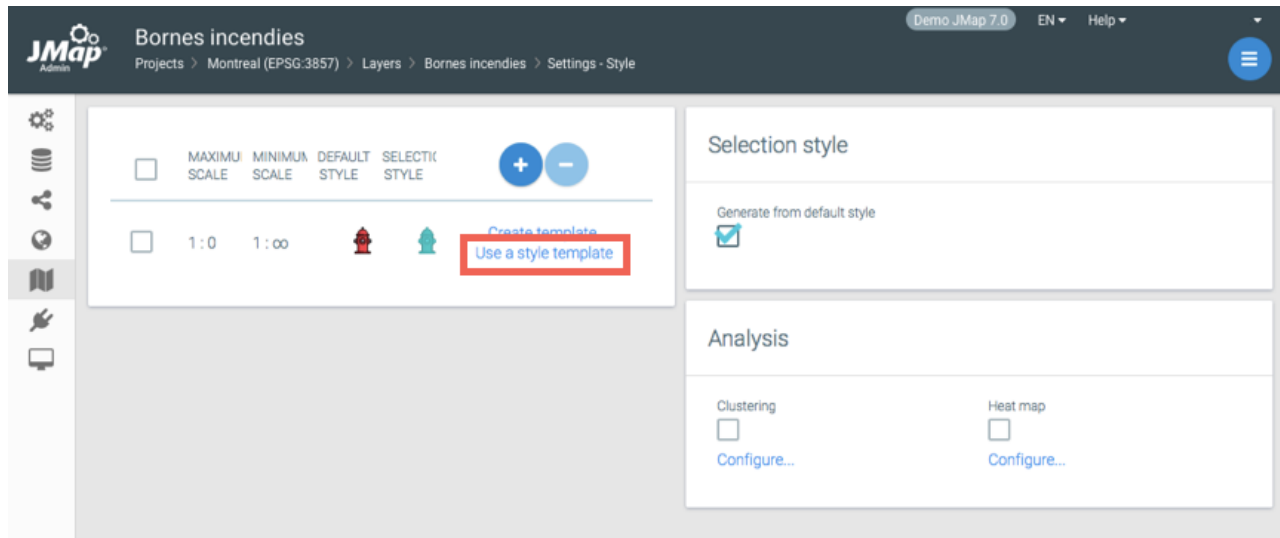 Demo JMap 7.0 EN Help
JMap
Admin
Bornes incendies
Projects > Montreal (EPSG:3857) > Layers > Bornes incendies > Settings - Style
MAXIMU MINIMUM DEFAULT SELECTIO
SCALE SCALE STYLE STYLE
+ −
1 : 0 1 : ∞
Create template
Use a style template
Selection style
Generate from default style
Analysis
Clustering Heat map
Configure... Configure...